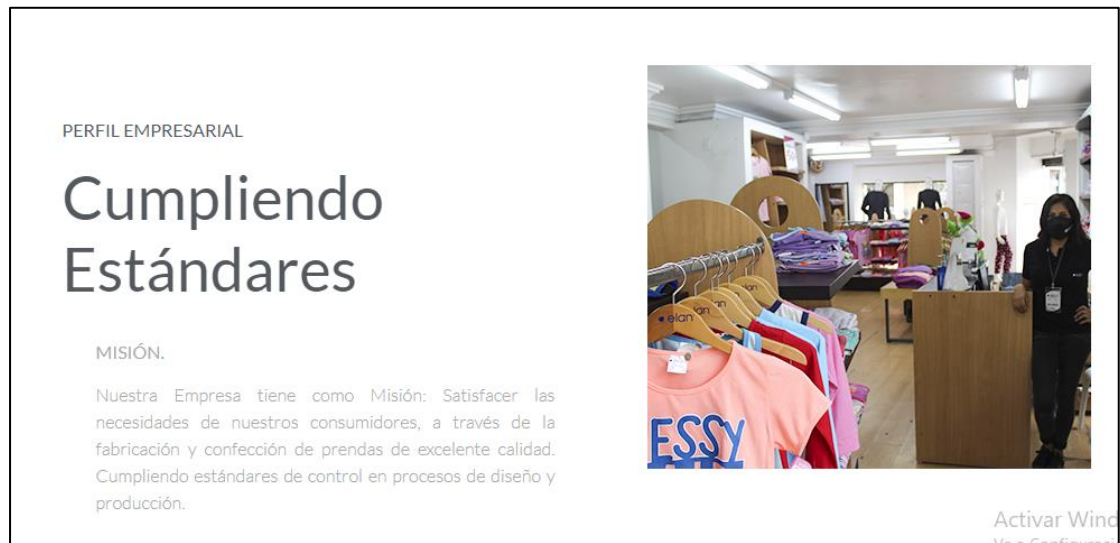 PERFIL EMPRESARIAL
Cumpliendo
Estándares
MISIÓN.
Nuestra Empresa tiene como Misión: Satisfacer las
necesidades de nuestros consumidores, a través de la
fabricación y confección de prendas de excelente calidad.
Cumpliendo estándares de control en procesos de diseño y
producción.
elan
elan
an
ESSY
Activar Wind